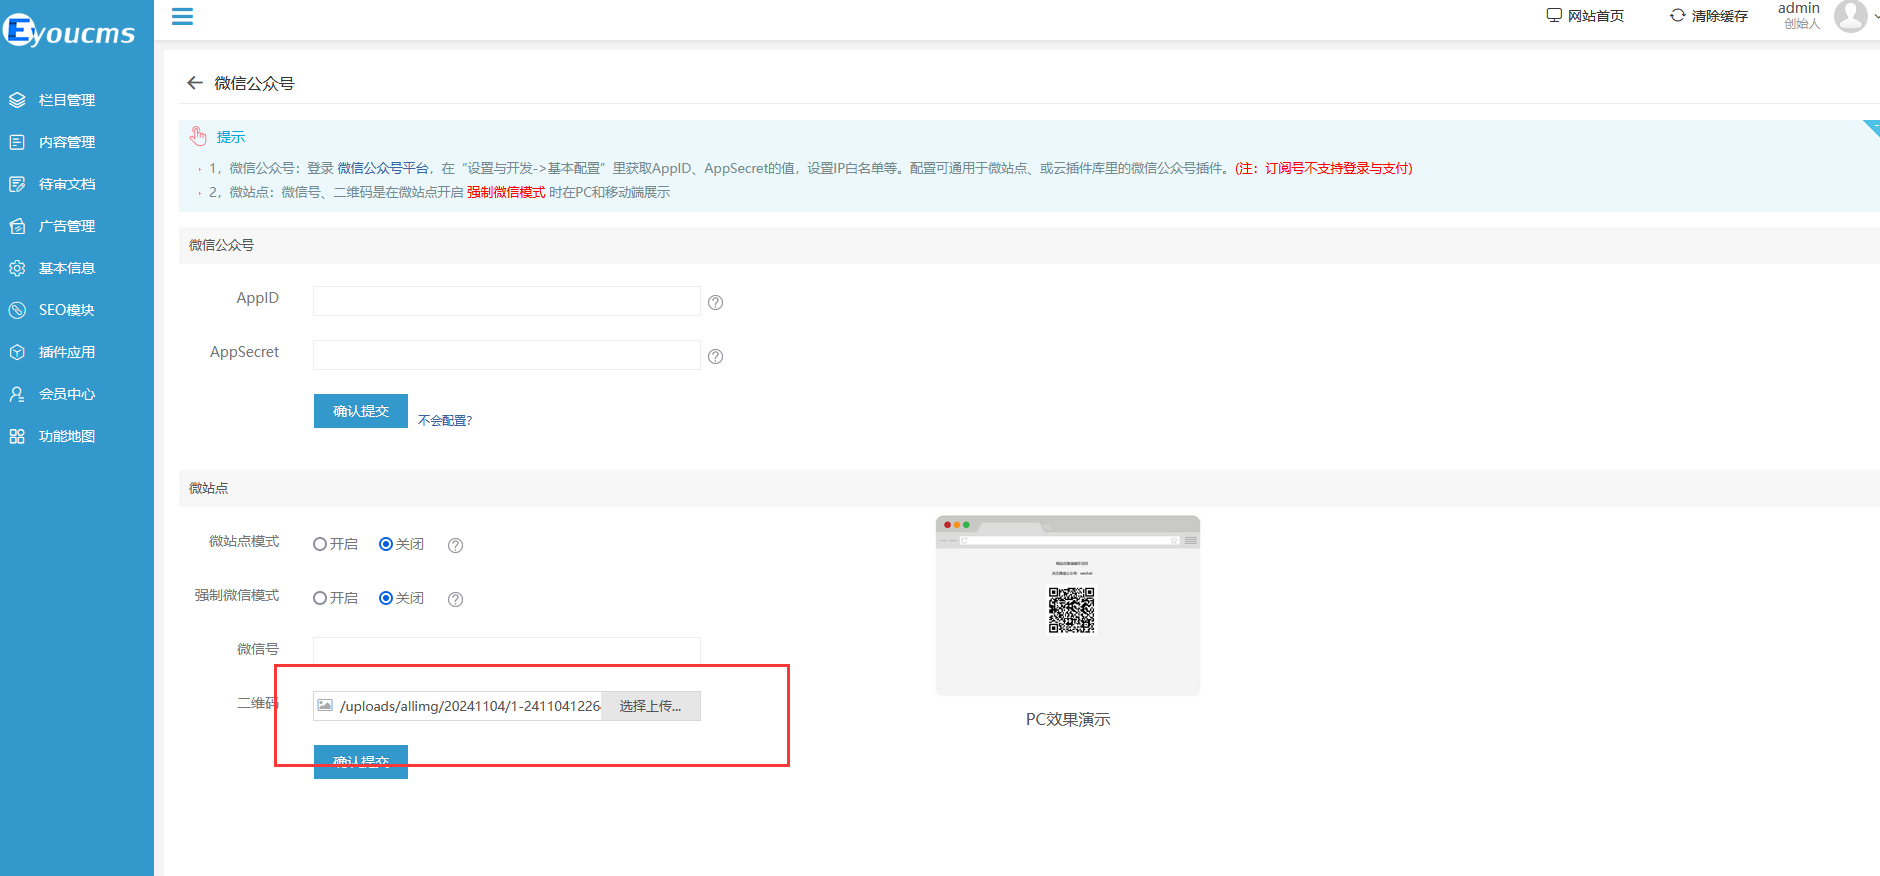 Eyoucms
网站首页
清除缓存
admin
创始人
栏目管理
内容管理
待审文档
广告管理
基本信息
SEO模块
插件应用
会员中心
功能地图
微信公众号
提示
1，微信公众号：登录 微信公众号平台，在“设置与开发->基本配置”里获取AppID、AppSecret的值，设置IP白名单等。配置可通用于微站点、或云插件库里的微信公众号插件。(注：订阅号不支持登录与支付)
2，微站点：微信号、二维码是在微站点开启 强制微信模式 时在PC和移动端展示
微信公众号
AppID
AppSecret
确认提交 不会配置?
微站点
微站点模式 开启 关闭
强制微信模式 开启 关闭
微信号
二维码 /uploads/allimg/20241104/1-241104122 选择上传...
确认提交
PC效果演示